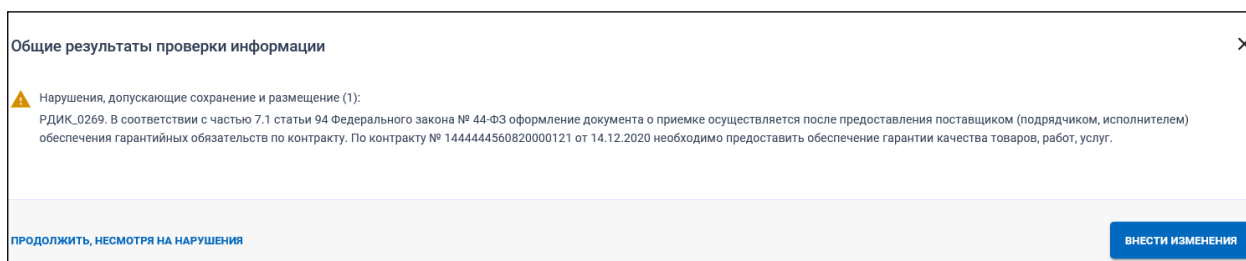 Общие результаты проверки информации
Нарушения, допускающие сохранение и размещение (1):
РДИК_0269. В соответствии с частью 7.1 статьи 94 Федерального закона № 44-ФЗ оформление документа о приемке осуществляется после предоставления поставщиком (подрядчиком, исполнителем)
обеспечения гарантийных обязательств по контракту. По контракту № 1444444560820000121 от 14.12.2020 необходимо предоставить обеспечение гарантии качества товаров, работ, услуг.
ПРОДОЛЖИТЬ, НЕСМОТРЯ НА НАРУШЕНИЯ
ВНЕСТИ ИЗМЕНЕНИЯ